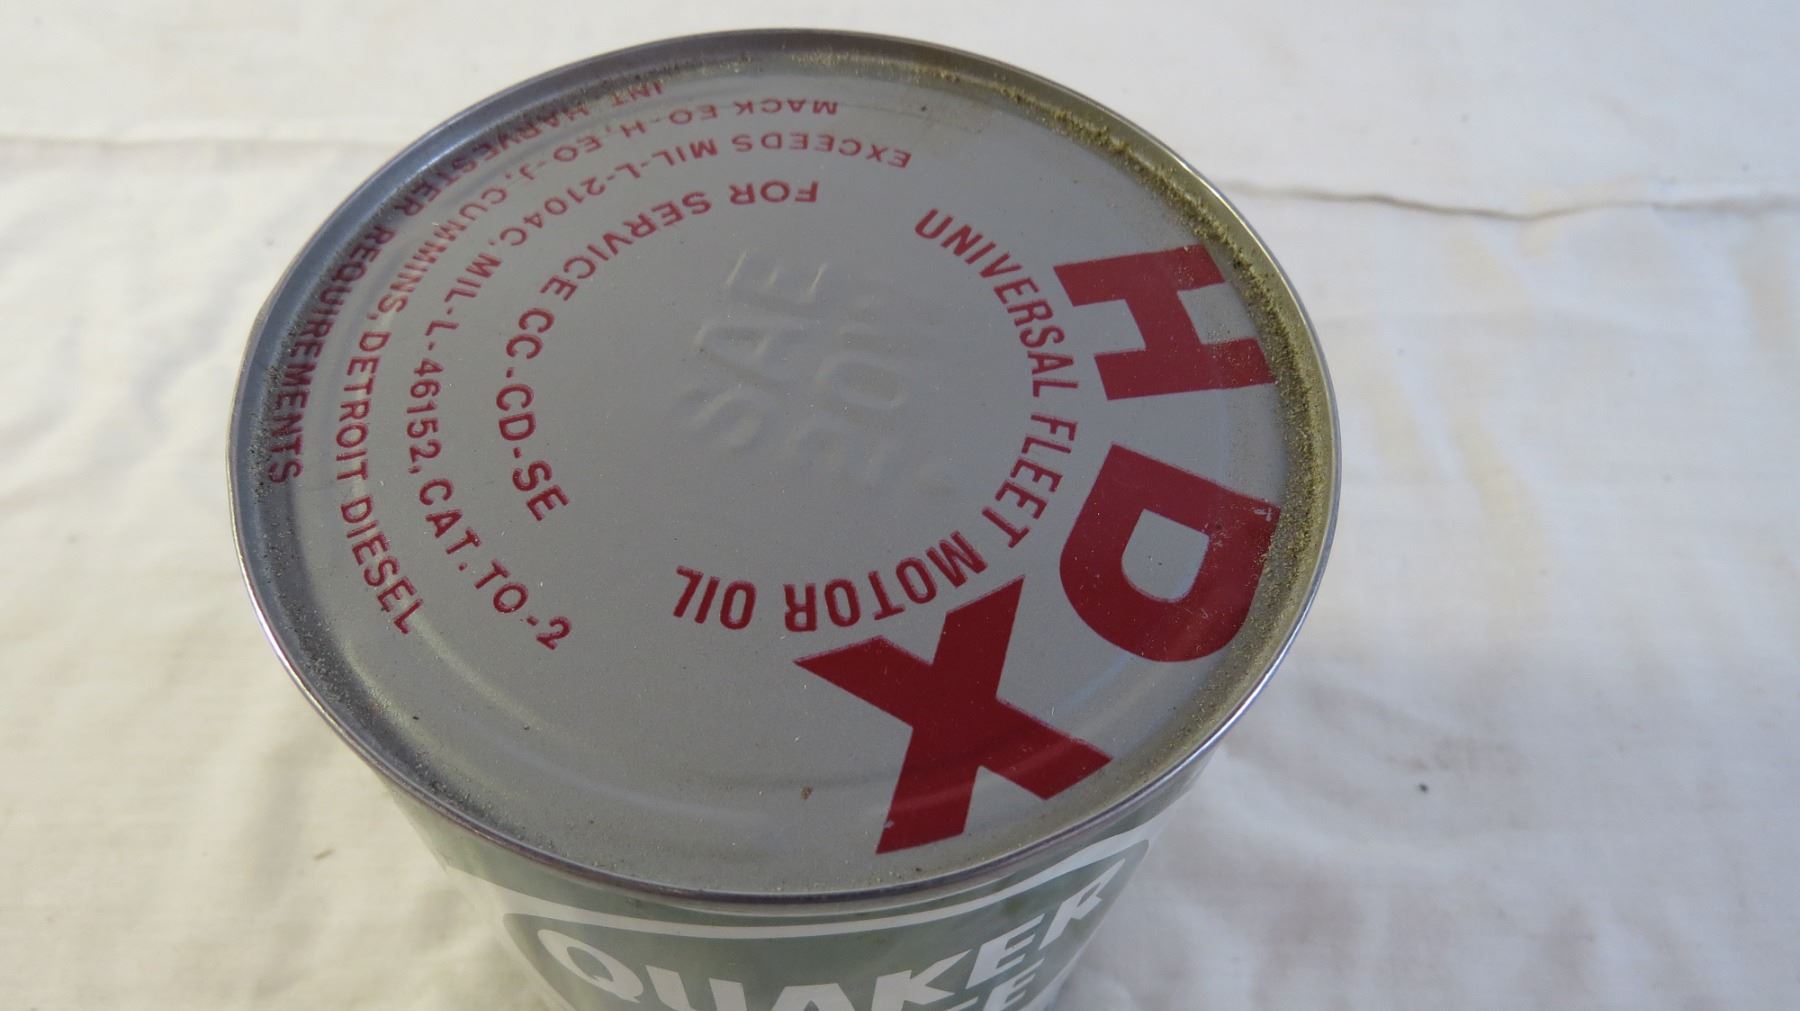 HDX
UNIVERSAL FLEET MOTOR OIL
SAE
FOR SERVICE CC-CD-SE
EXCEEDS MIL-L-2104C, MIL-L-46152, CAT. TO-2
MACK EO-H, EO-J, CUMMINS, DETROIT DIESEL
INT. HARVESTER REQUIREMENTS
QUAKER